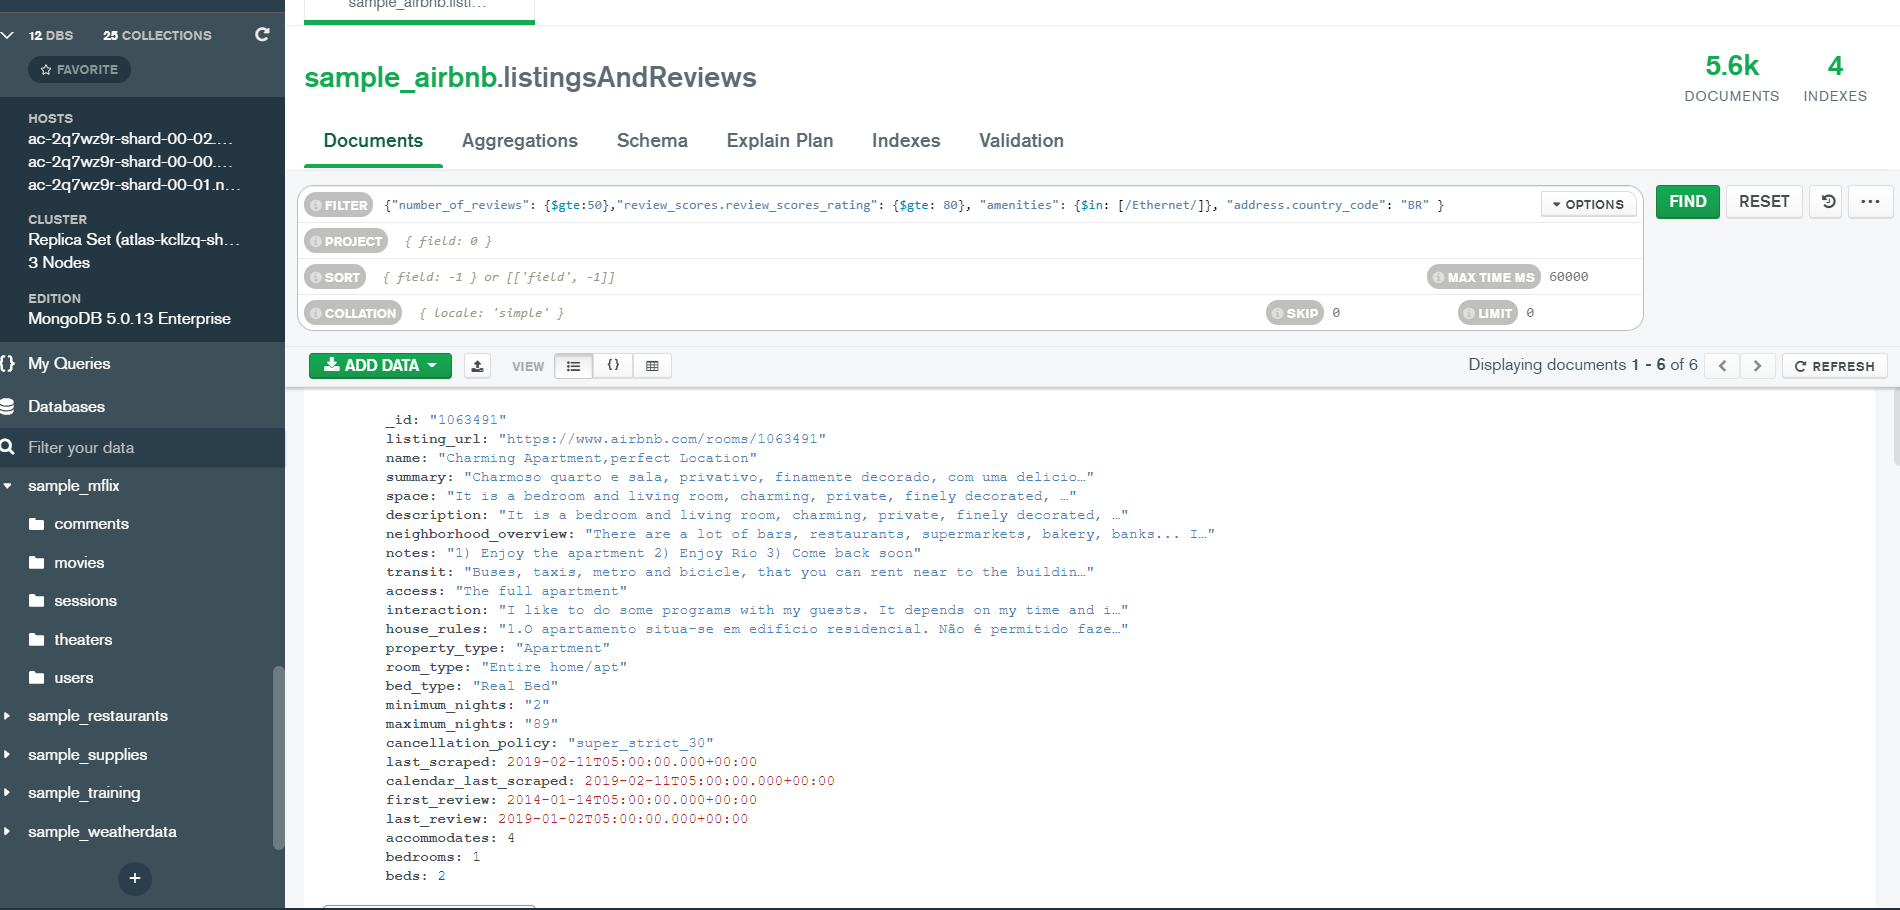 sample_airbnb.listi...
12 DBS 25 COLLECTIONS
FAVORITE
HOSTS
ac-2q7wz9r-shard-00-02....
ac-2q7wz9r-shard-00-00....
ac-2q7wz9r-shard-00-01.n...
CLUSTER
Replica Set (atlas-kcllzq-sh...
3 Nodes
EDITION
MongoDB 5.0.13 Enterprise
{} My Queries
Databases
Filter your data
sample_mflix
comments
movies
sessions
theaters
users
sample_restaurants
sample_supplies
sample_training
sample_weatherdata
+
sample_airbnb.listingsAndReviews
5.6k
DOCUMENTS
4
INDEXES
Documents Aggregations Schema Explain Plan Indexes Validation
FILTER {"number_of_reviews": {$gte:50},"review_scores.review_scores_rating": {$gte: 80}, "amenities": {$in: [/Ethernet/]}, "address.country_code": "BR" } OPTIONS FIND RESET ...
PROJECT { field: 0 }
SORT { field: -1 } or [['field', -1]] MAX TIME MS 60000
COLLATION { locale: 'simple' } SKIP 0 LIMIT 0
ADD DATA VIEW {} Displaying documents 1 - 6 of 6 < > REFRESH
_id: "1063491"
listing_url: "https://www.airbnb.com/rooms/1063491"
name: "Charming Apartment,perfect Location"
summary: "Charmoso quarto e sala, privativo, finamente decorado, com uma delicio…"
space: "It is a bedroom and living room, charming, private, finely decorated, …"
description: "It is a bedroom and living room, charming, private, finely decorated, …"
neighborhood_overview: "There are a lot of bars, restaurants, supermarkets, bakery, banks... I…"
notes: "1) Enjoy the apartment 2) Enjoy Rio 3) Come back soon"
transit: "Buses, taxis, metro and bicicle, that you can rent near to the buildin…"
access: "The full apartment"
interaction: "I like to do some programs with my guests. It depends on my time and i…"
house_rules: "1.O apartamento situa-se em edifício residencial. Não é permitido faze…"
property_type: "Apartment"
room_type: "Entire home/apt"
bed_type: "Real Bed"
minimum_nights: "2"
maximum_nights: "89"
cancellation_policy: "super_strict_30"
last_scraped: 2019-02-11T05:00:00.000+00:00
calendar_last_scraped: 2019-02-11T05:00:00.000+00:00
first_review: 2014-01-14T05:00:00.000+00:00
last_review: 2019-01-02T05:00:00.000+00:00
accommodates: 4
bedrooms: 1
beds: 2